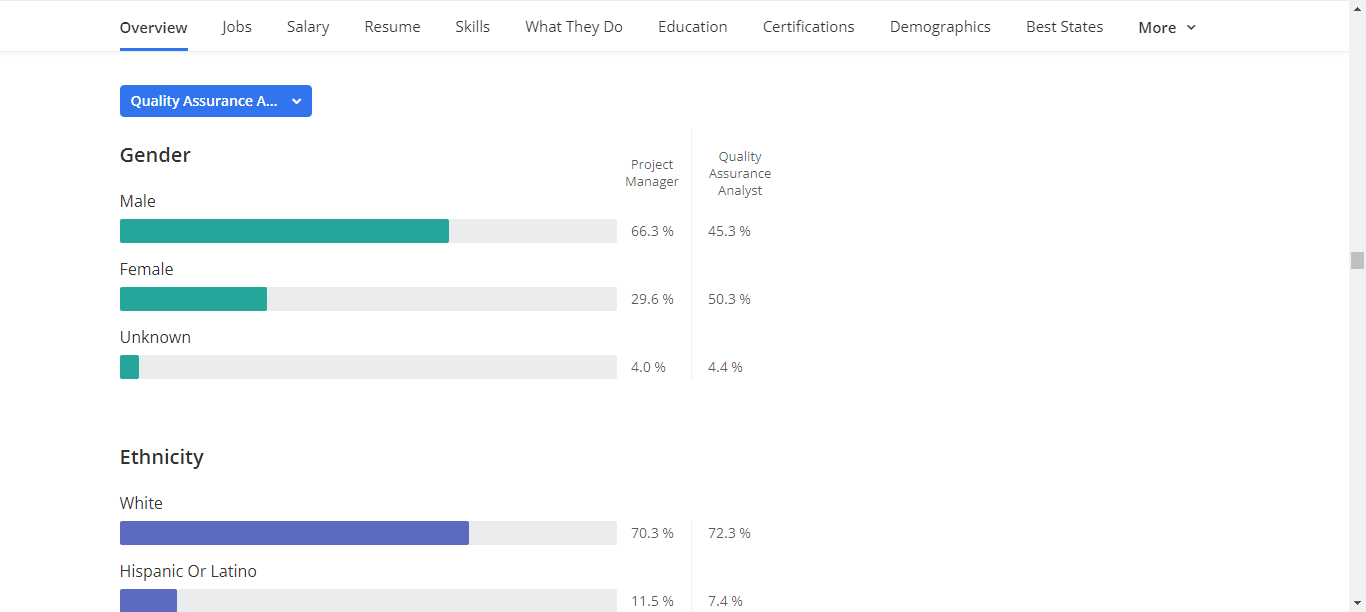 Overview Jobs Salary Resume Skills What They Do Education Certifications Demographics Best States More
Quality Assurance A...
Gender
Project
Manager
Quality
Assurance
Analyst
Male
66.3 % 45.3 %
Female
29.6 % 50.3 %
Unknown
4.0 % 4.4 %
Ethnicity
White
70.3 % 72.3 %
Hispanic Or Latino
11.5 % 7.4 %